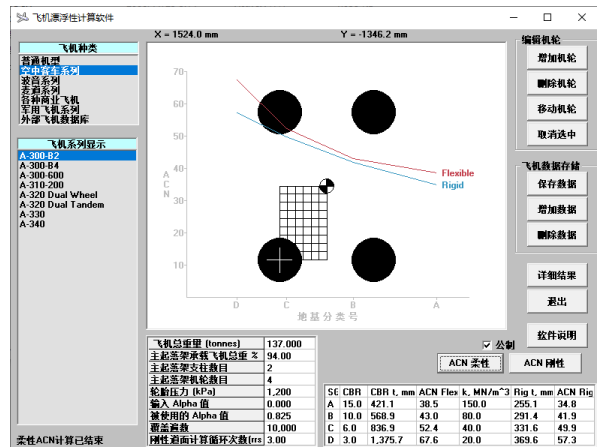 飞机漂浮性计算软件
X = 1524.0 mm
Y = -1346.2 mm
飞机种类
普通机型
空中客车系列
波音系列
麦道系列
各种商业飞机
军用飞机系列
外部飞机数据库
飞机系列显示
A-300-B2
A-300-B4
A-300-600
A-310-200
A-320 Dual Wheel
A-320 Dual Tandem
A-330
A-340
70
60
50
40
30
20
10
ACN
Flexible
Rigid
D C B A
地基分类号
编辑机轮
增加机轮
删除机轮
移动机轮
取消选中
飞机数据存储
保存数据
增加数据
删除数据
详细结果
退出
软件说明
公制
ACN 柔性
ACN 刚性
飞机总重量 (tonnes) 137.000
主起落架承载飞机总重 % 94.00
主起落架支柱数目 2
主起落架机轮数目 4
轮胎压力 (kPa) 1,200
输入 Alpha 值 0.000
被使用的 Alpha 值 0.825
覆盖遍数 10,000
刚性道面计算循环次数(rrs 3.00
SG CBR CBR t, mm ACN Flex k, MN/m^3 Rig t, mm ACN Rig
A 15.0 421.1 38.5 150.0 255.1 34.8
B 10.0 568.9 43.0 80.0 291.4 41.9
C 6.0 836.9 52.4 40.0 331.6 49.9
D 3.0 1,375.7 67.6 20.0 369.6 57.3
柔性ACN计算已结束